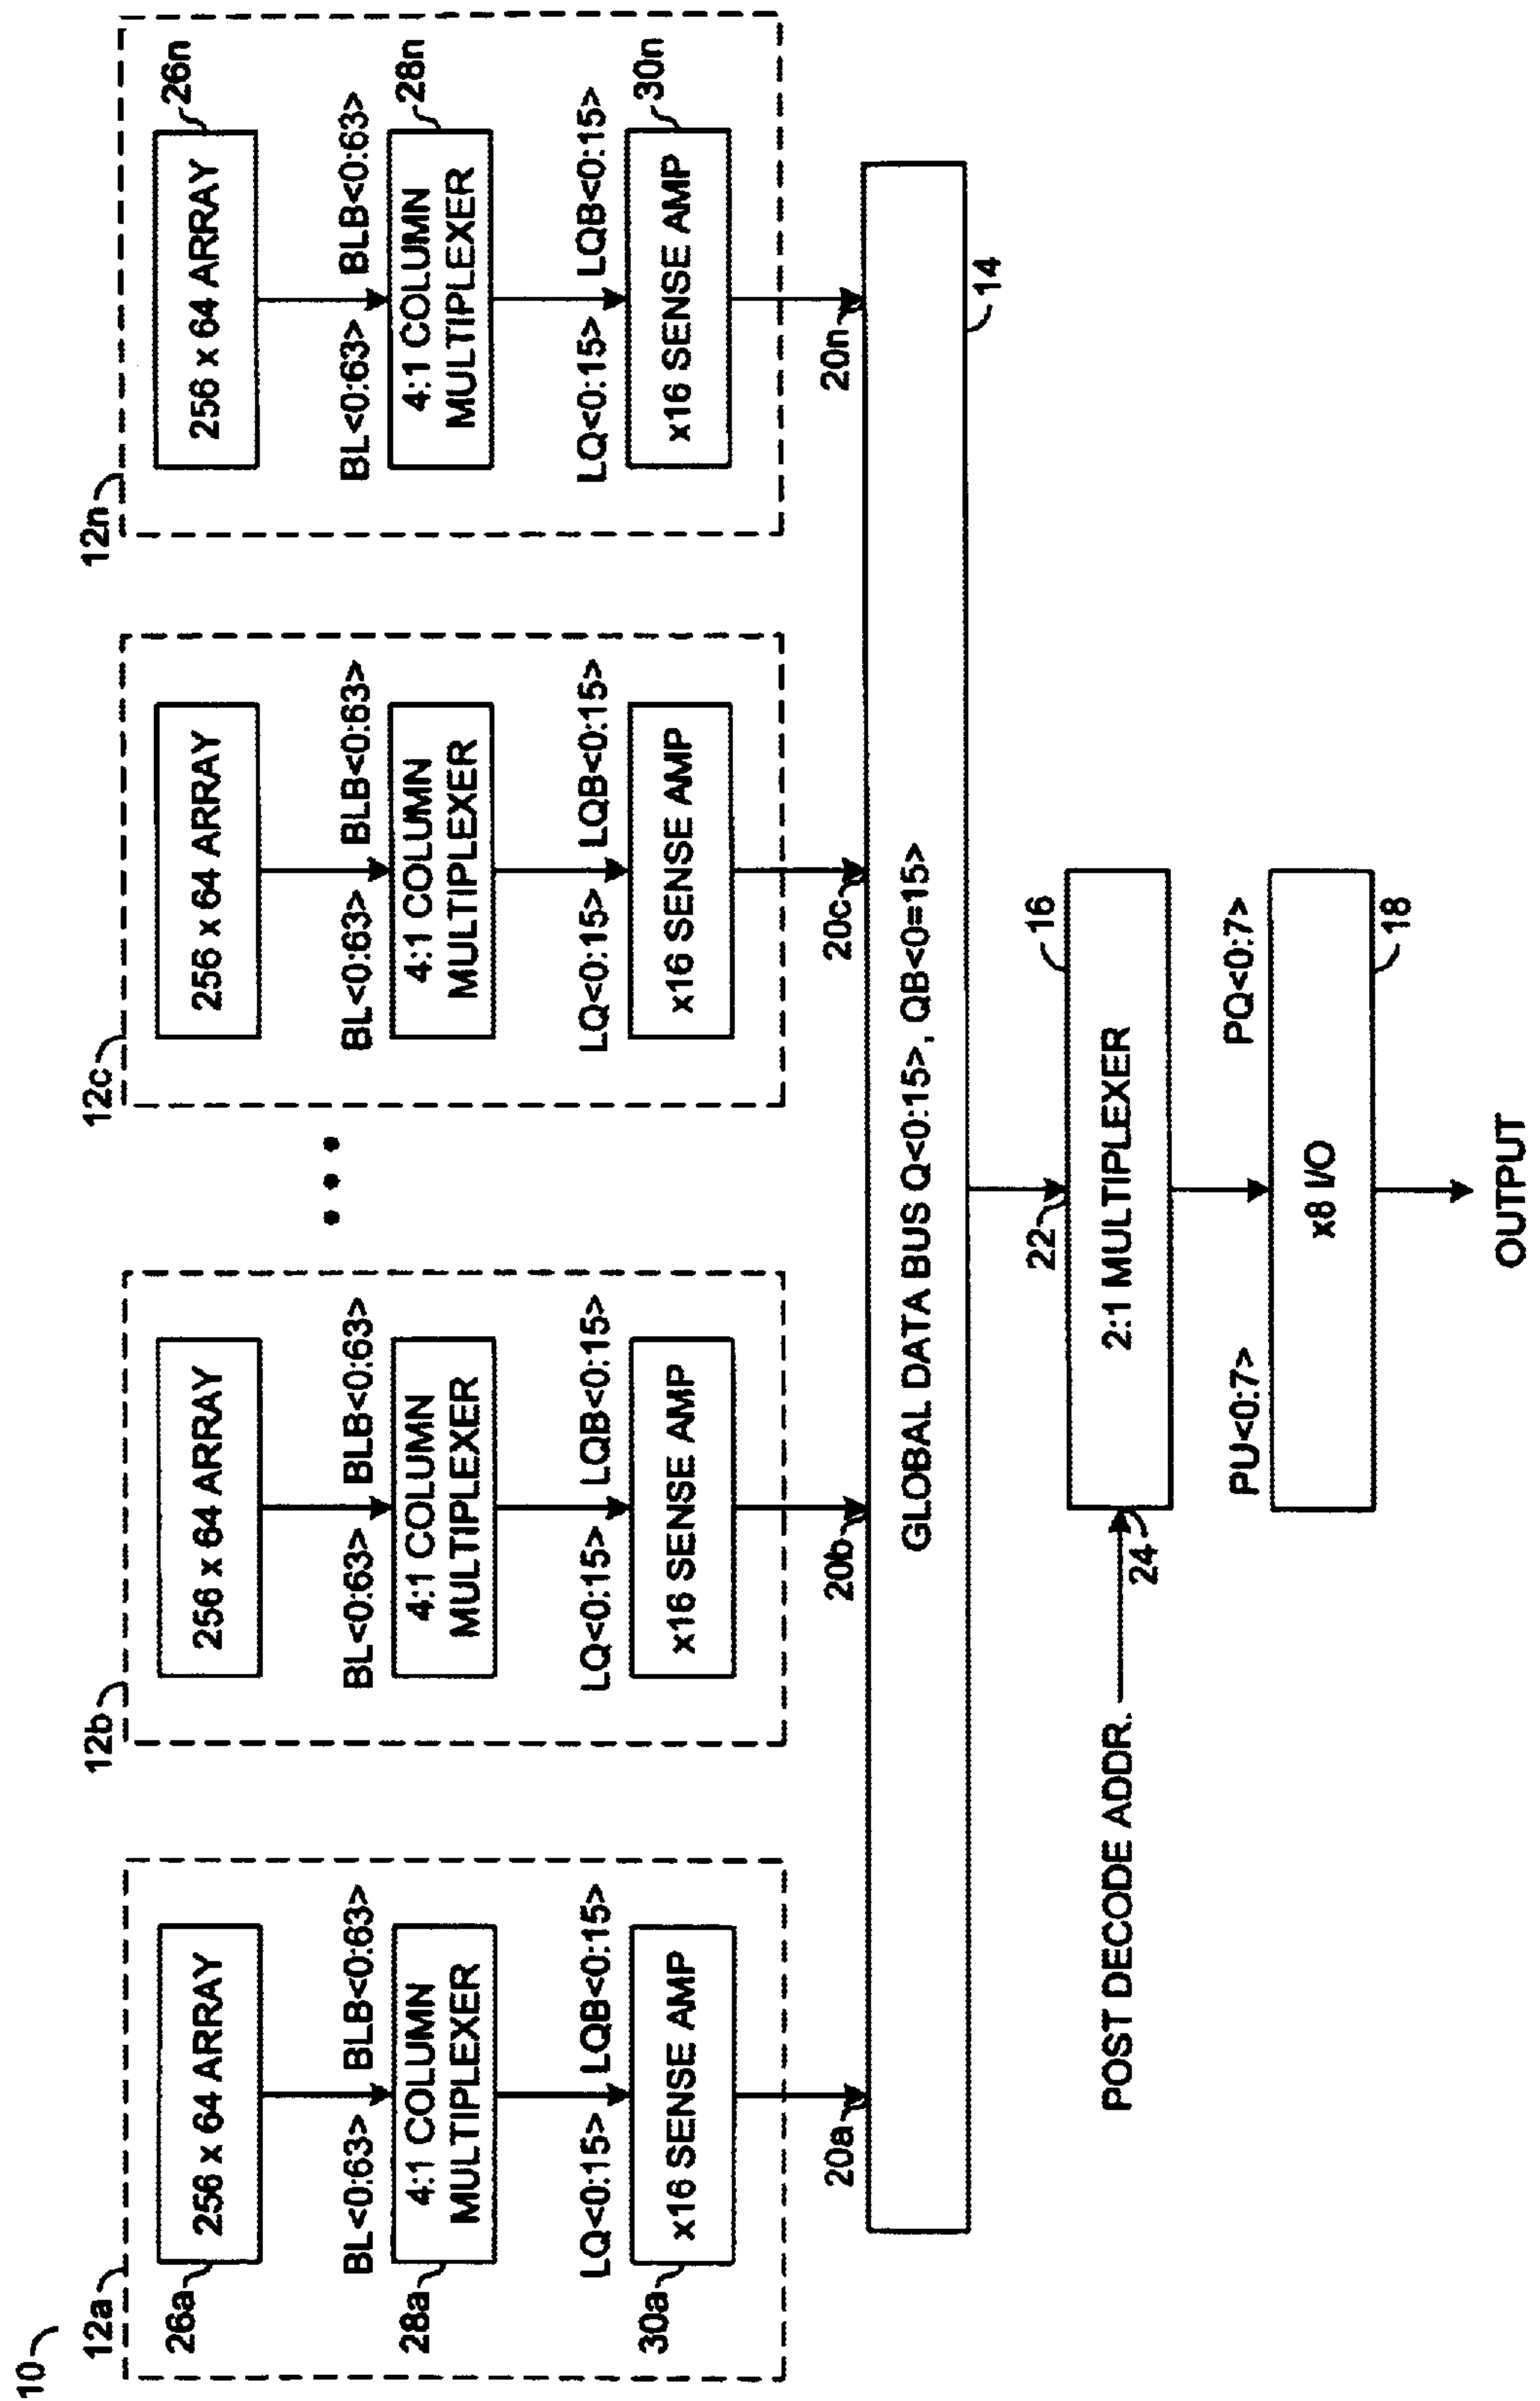 10
12a
26a
256 x 64 ARRAY
BL<0:63>
BLB<0:63>
28a
4:1 COLUMN
MULTIPLEXER
LQ<0:15>
LQB<0:15>
30a
x16 SENSE AMP
20a
12b
256 x 64 ARRAY
BL<0:63>
BLB<0:63>
4:1 COLUMN
MULTIPLEXER
LQ<0:15>
LQB<0:15>
x16 SENSE AMP
20b
12c
256 x 64 ARRAY
BL<0:63>
BLB<0:63>
4:1 COLUMN
MULTIPLEXER
LQ<0:15>
LQB<0:15>
x16 SENSE AMP
20c
12n
256 x 64 ARRAY
26n
BL<0:63>
BLB<0:63>
4:1 COLUMN
MULTIPLEXER
28n
LQ<0:15>
LQB<0:15>
x16 SENSE AMP
30n
20n
GLOBAL DATA BUS Q<0:15>, QB<0=15>
14
22
16
POST DECODE ADDR.
24
2:1 MULTIPLEXER
PU<0:7>
PQ<0:7>
x8 I/O
18
OUTPUT